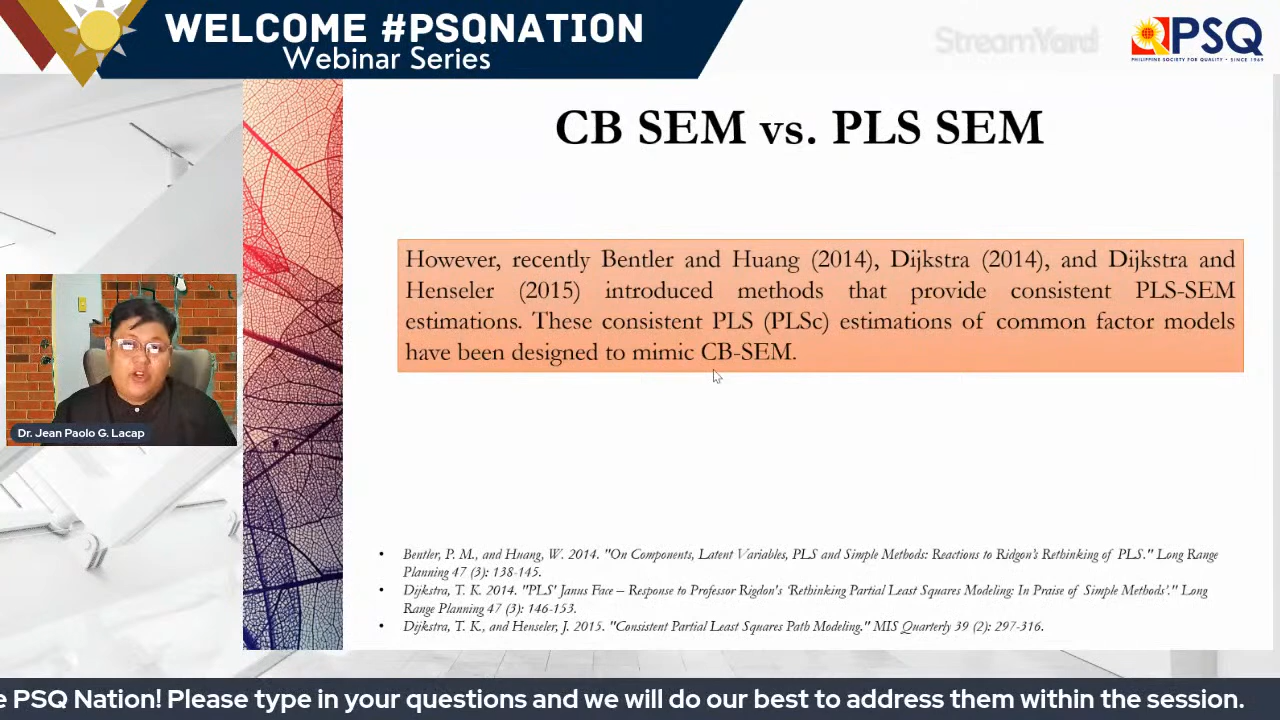 WELCOME #PSQNATION
Webinar Series
StreamYard
PSQ
PHILIPPINE SOCIETY FOR QUALITY • SINCE 1969
CB SEM vs. PLS SEM
However, recently Bentler and Huang (2014), Dijkstra (2014), and Dijkstra and
Henseler (2015) introduced methods that provide consistent PLS-SEM
estimations. These consistent PLS (PLSc) estimations of common factor models
have been designed to mimic CB-SEM.
Dr. Jean Paolo G. Lacap
• Bentler, P. M., and Huang, W. 2014. "On Components, Latent Variables, PLS and Simple Methods: Reactions to Ridgon's Rethinking of PLS." Long Range
Planning 47 (3): 138-145.
• Dijkstra, T. K. 2014. "PLS' Janus Face – Response to Professor Rigdon's 'Rethinking Partial Least Squares Modeling: In Praise of Simple Methods'." Long
Range Planning 47 (3): 146-153.
• Dijkstra, T. K., and Henseler, J. 2015. "Consistent Partial Least Squares Path Modeling." MIS Quarterly 39 (2): 297-316.
e PSQ Nation! Please type in your questions and we will do our best to address them within the session.